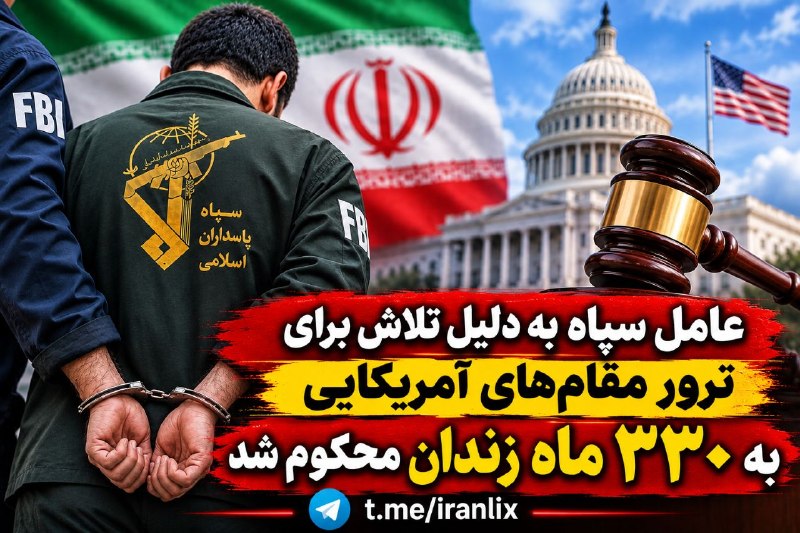 FBI
سپاه
پاسداران
اسلامی
FBI
عامل سپاه به دلیل تلاش برای
ترور مقام‌های آمریکایی
به ۳۳۰ ماه زندان محکوم شد
t.me/iranlix